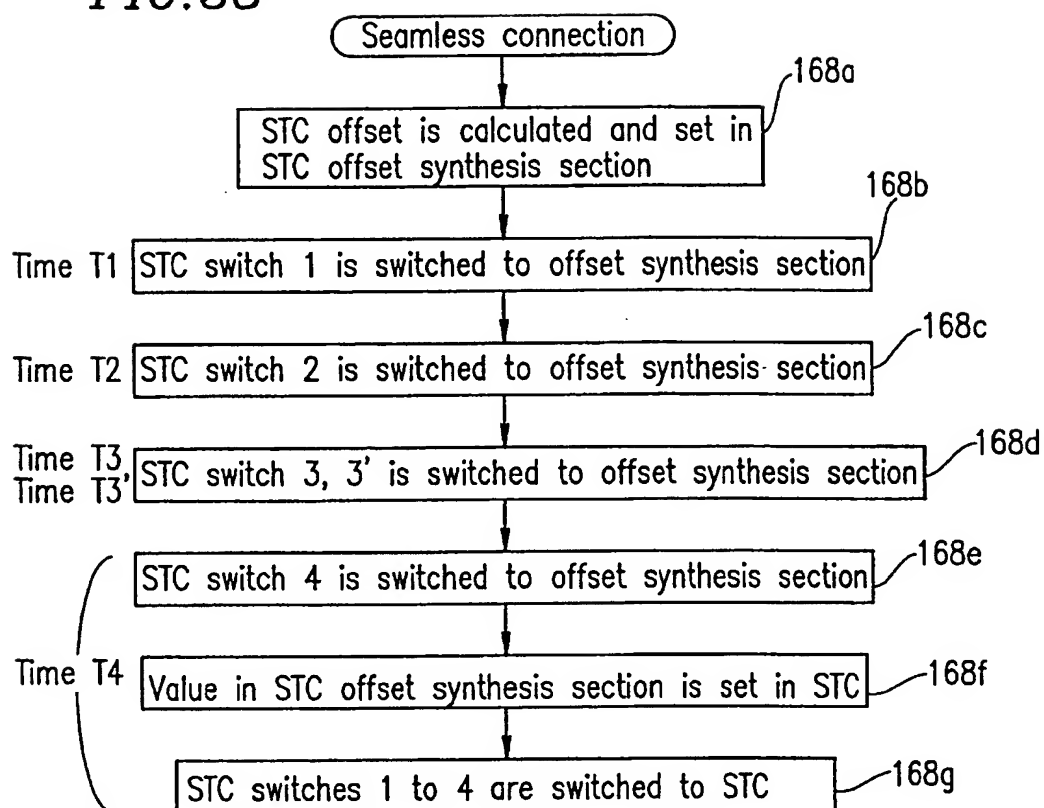 Seamless connection
168a
STC offset is calculated and set in
STC offset synthesis section
168b
Time T1 STC switch 1 is switched to offset synthesis section
168c
Time T2 STC switch 2 is switched to offset synthesis section
168d
Time T3,
Time T3' STC switch 3, 3' is switched to offset synthesis section
168e
STC switch 4 is switched to offset synthesis section
Time T4
168f
Value in STC offset synthesis section is set in STC
168g
STC switches 1 to 4 are switched to STC